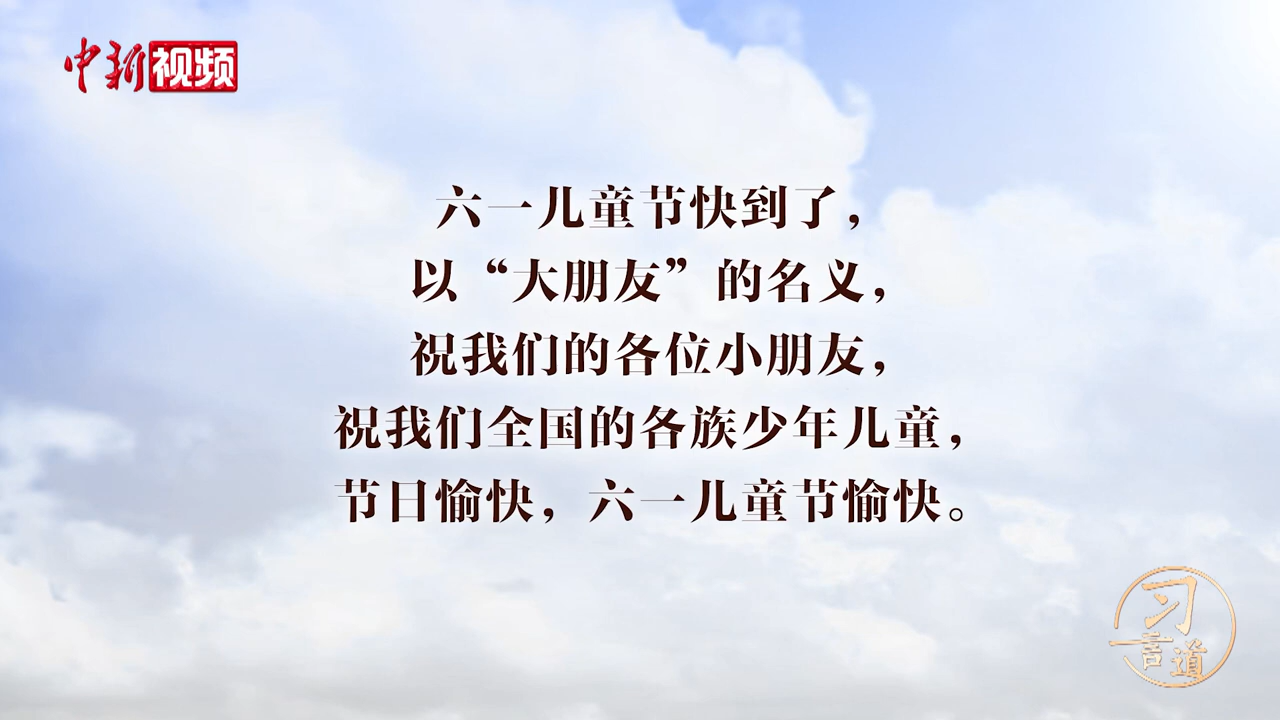 中新视频
六一儿童节快到了，
以“大朋友”的名义，
祝我们的各位小朋友，
祝我们全国的各族少年儿童，
节日愉快，六一儿童节愉快。
习
言道